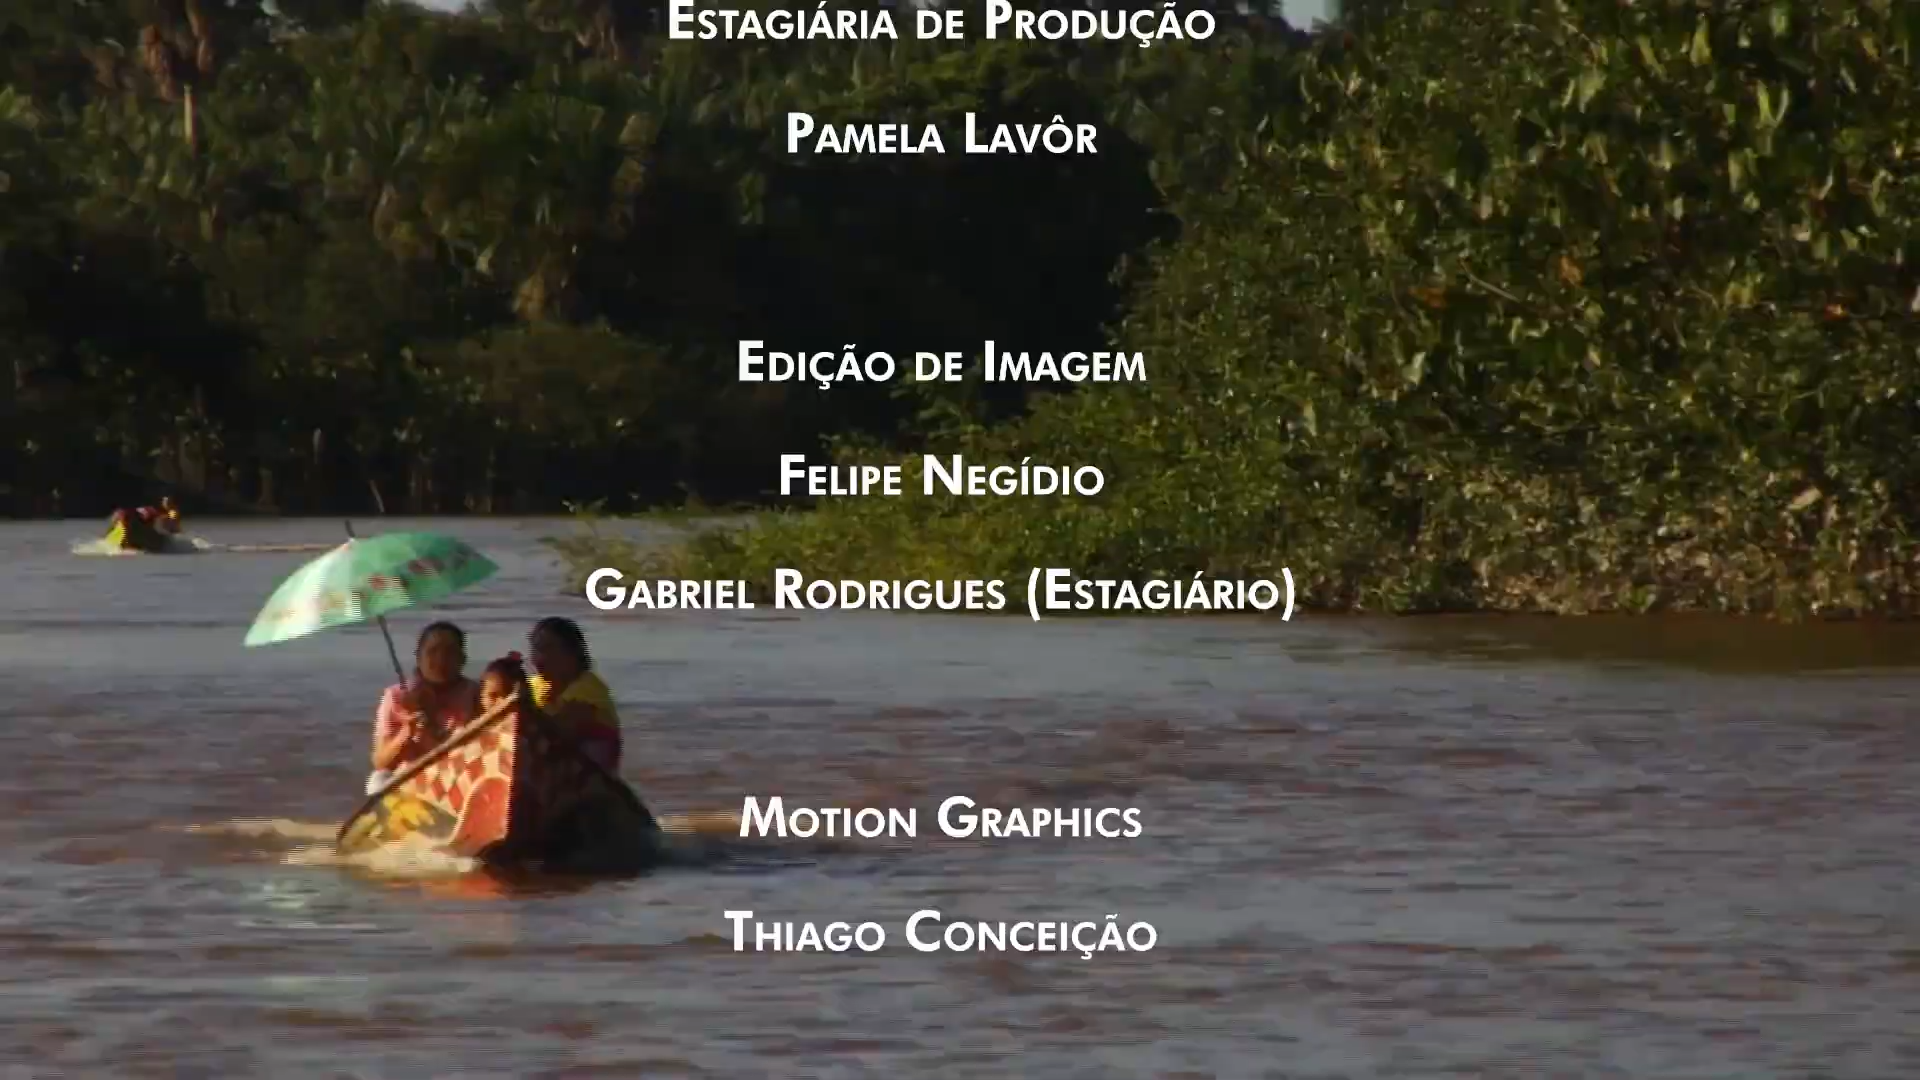 Estagiária de Produção
Pamela Lavôr
Edição de Imagem
Felipe Negídio
Gabriel Rodrigues (Estagiário)
Motion Graphics
Thiago Conceição